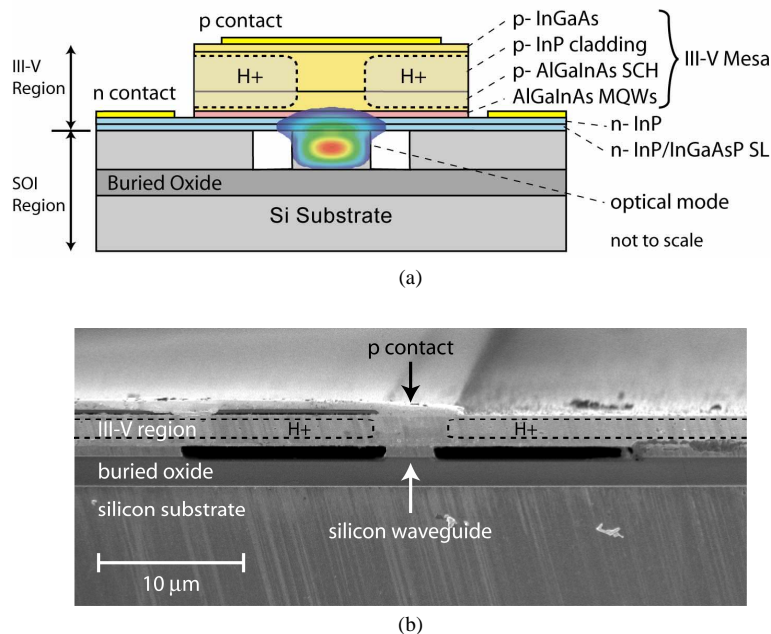 p contact
p- InGaAs
p- InP cladding
p- AlGaInAs SCH
AlGaInAs MQWs
III-V Mesa
III-V
Region
H+
H+
n contact
n- InP
n- InP/InGaAsP SL
SOI
Region
Buried Oxide
Si Substrate
optical mode
not to scale
(a)
p contact
III-V region
H+
H+
buried oxide
silicon substrate
silicon waveguide
10 μm
(b)